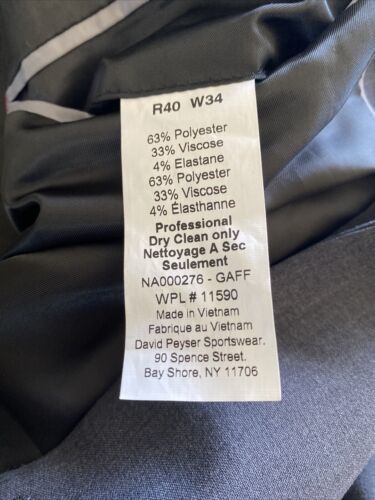 R40 W34
63% Polyester
33% Viscose
4% Elastane
63% Polyester
33% Viscose
4% Élasthanne
Professional
Dry Clean only
Nettoyage A Sec
Seulement
NA000276 - GAFF
WPL # 11590
Made in Vietnam
Fabrique au Vietnam
David Peyser Sportswear.
90 Spence Street.
Bay Shore, NY 11706